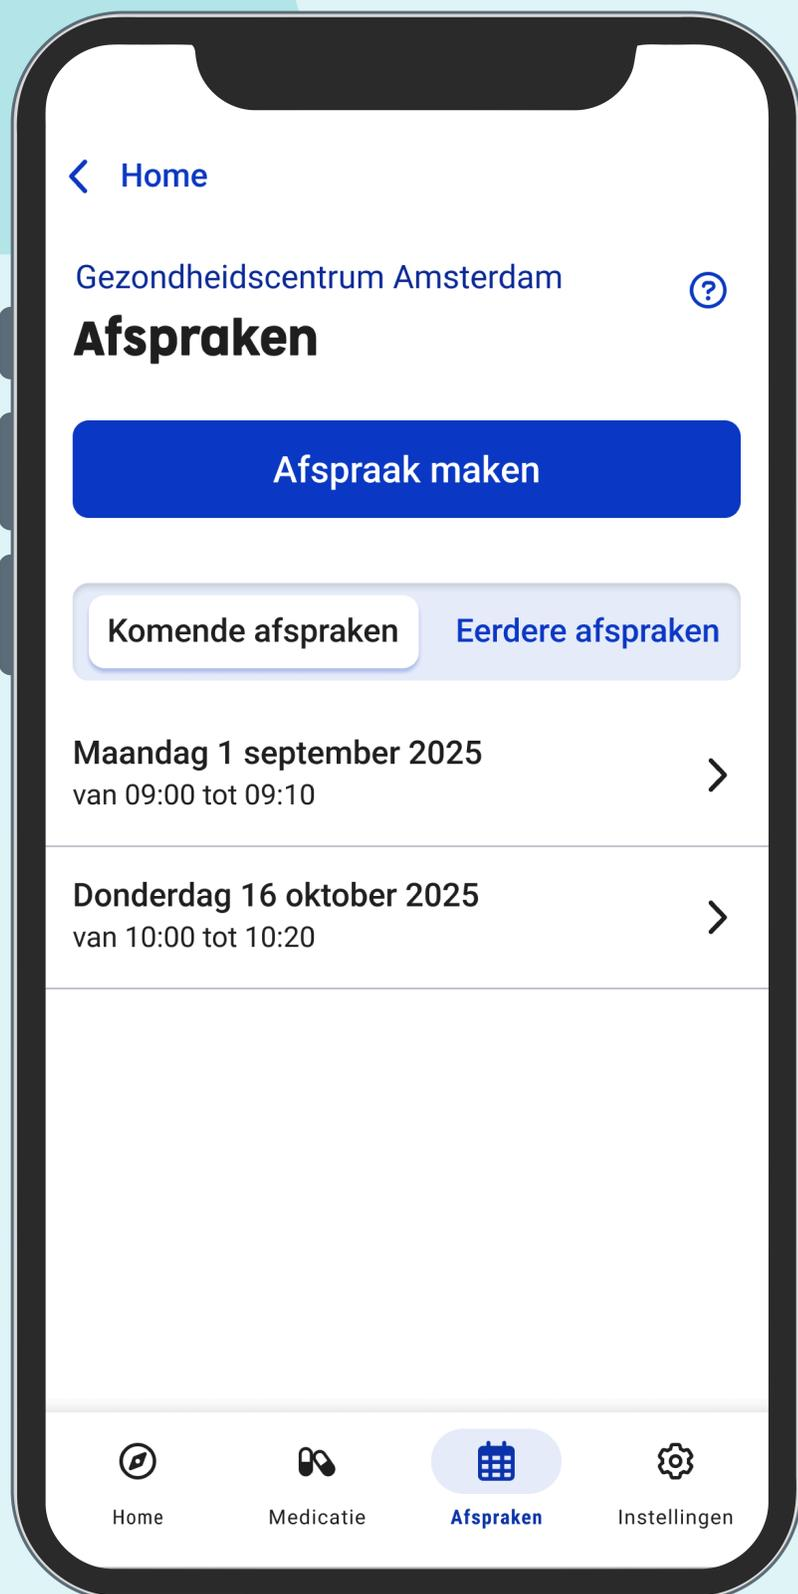 Home
Gezondheidscentrum Amsterdam
Afspraken
Afspraak maken
Komende afspraken
Eerdere afspraken
Maandag 1 september 2025
van 09:00 tot 09:10
Donderdag 16 oktober 2025
van 10:00 tot 10:20
Home
Medicatie
Afspraken
Instellingen